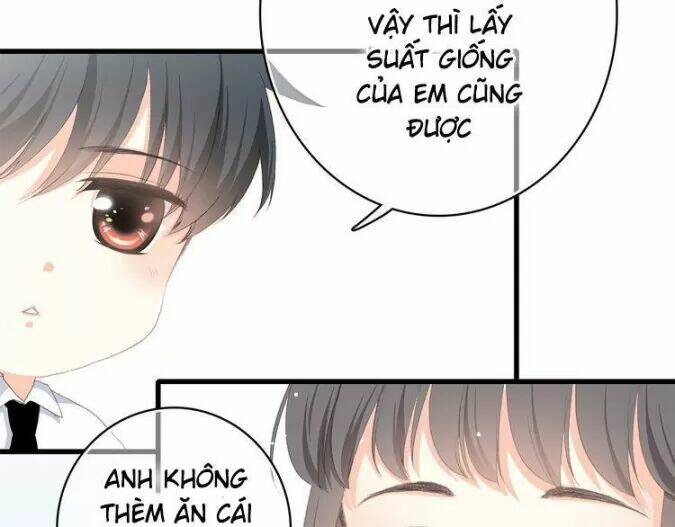 VẬY THÌ LẤY
SUẤT GIỐNG
CỦA EM CŨNG
ĐƯỢC
ANH KHÔNG
THÈM ĂN CÁI